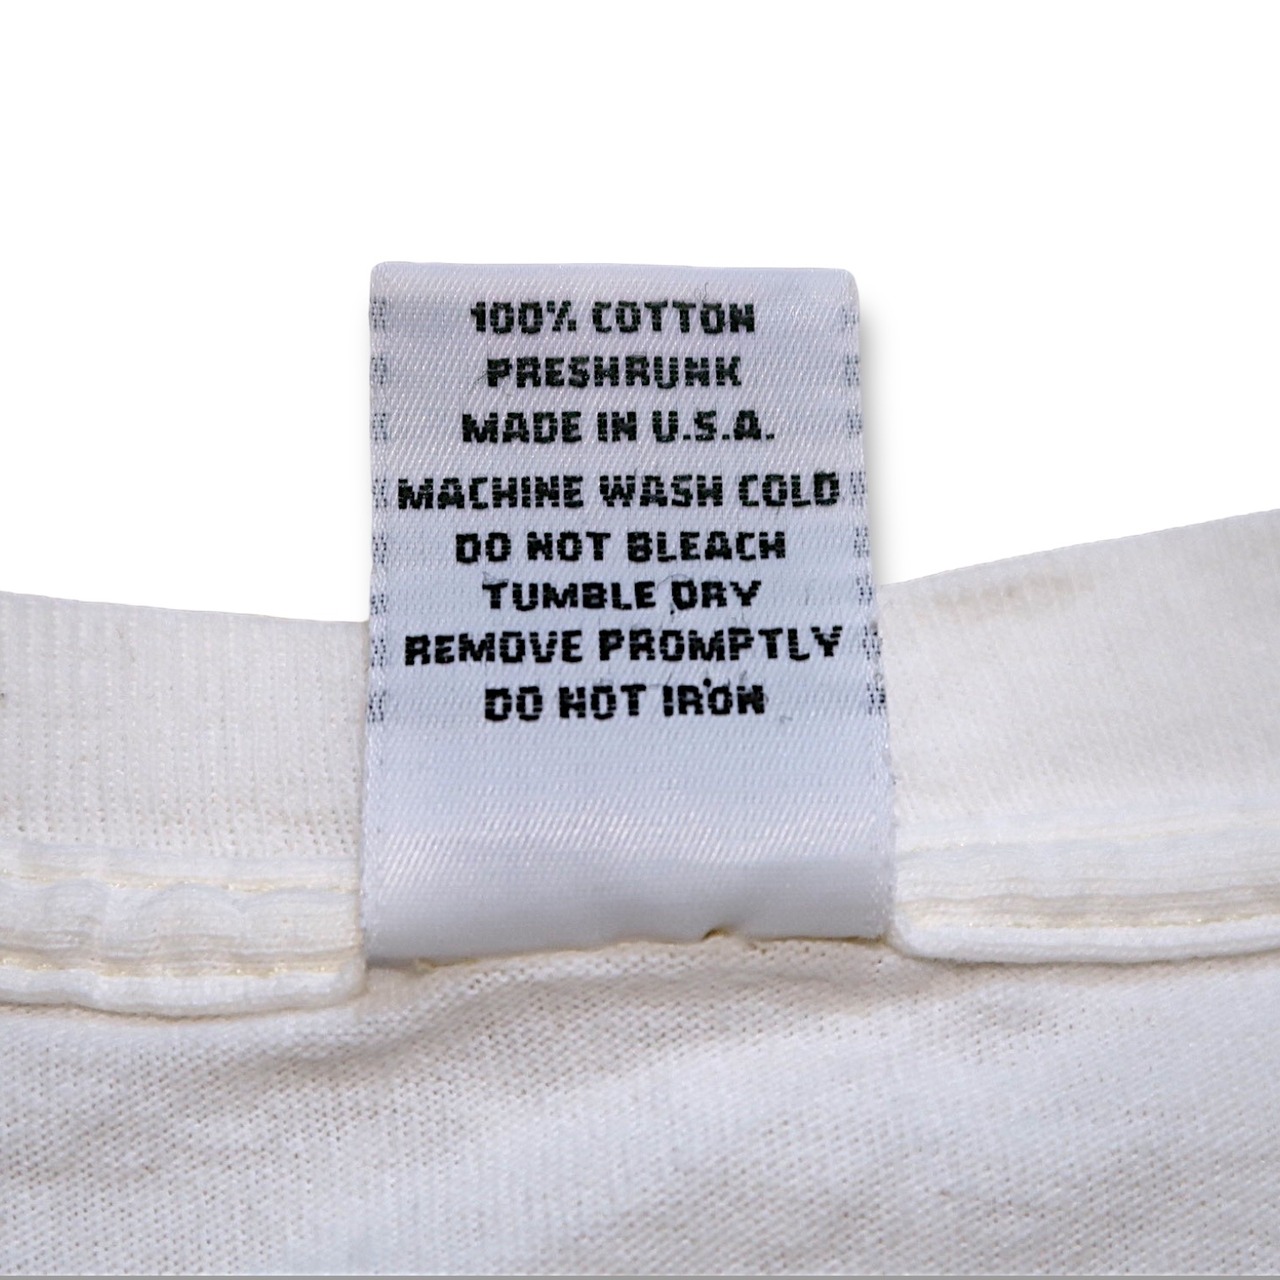 100% COTTON
PRESHRUNK
MADE IN U.S.A.
MACHINE WASH COLD
DO NOT BLEACH
TUMBLE DRY
REMOVE PROMPTLY
DO NOT IRON